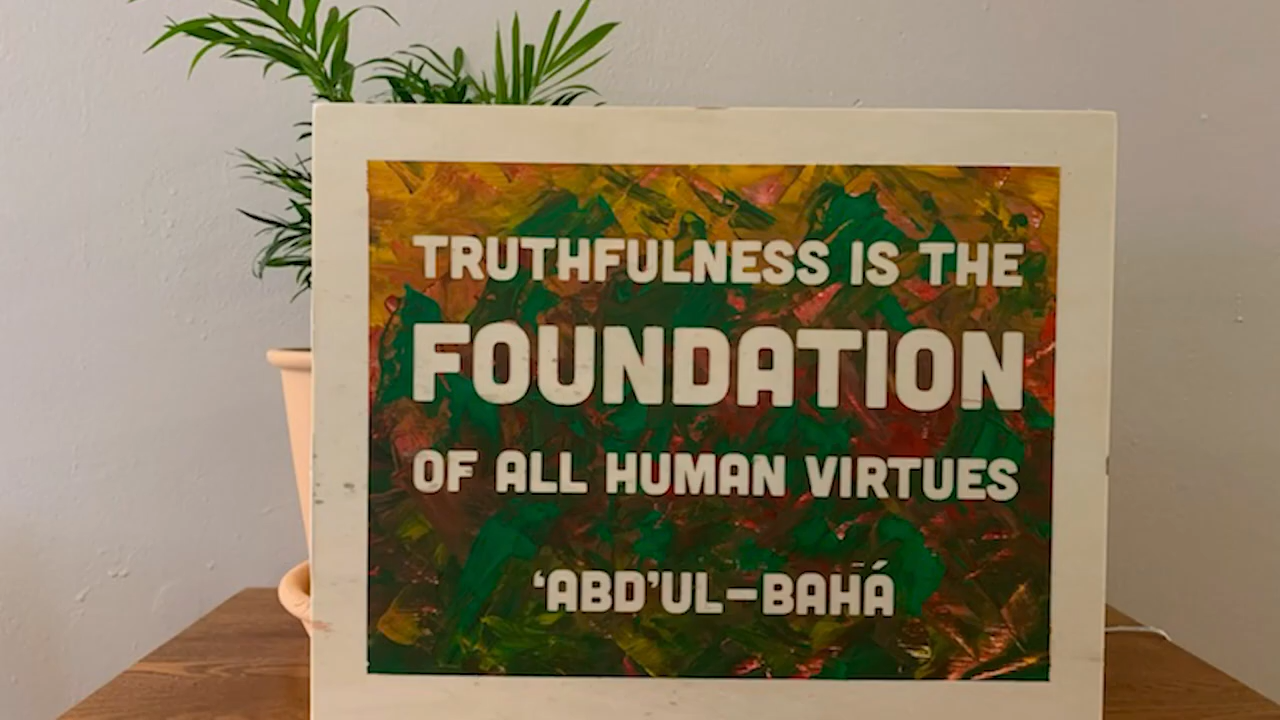 TRUTHFULNESS IS THE
FOUNDATION
OF ALL HUMAN VIRTUES
‘ABD’UL–BAHÁ